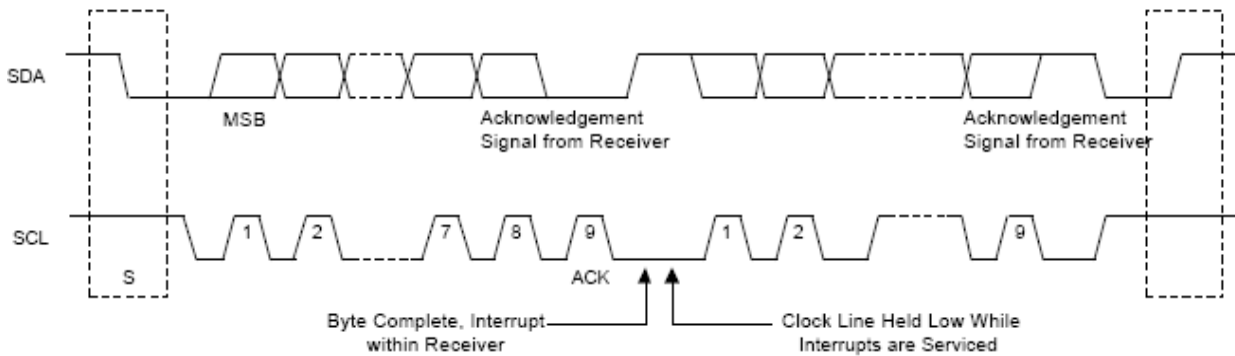 SDA
MSB
Acknowledgement
Signal from Receiver
Acknowledgement
Signal from Receiver
SCL
1
2
7
8
9
1
2
9
S
ACK
Byte Complete, Interrupt
within Receiver
Clock Line Held Low While
Interrupts are Serviced